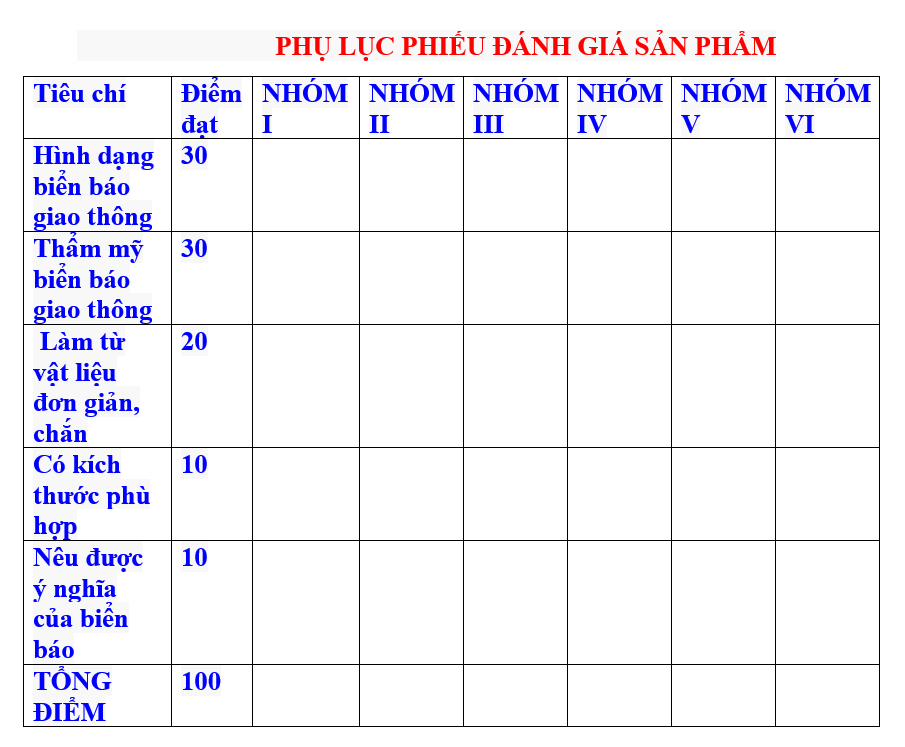 PHỤ LỤC PHIẾU ĐÁNH GIÁ SẢN PHẨM
Tiêu chí
Điểm
đạt
NHÓM
I
NHÓM
II
NHÓM
III
NHÓM
IV
NHÓM
V
NHÓM
VI
Hình dạng
biển báo
giao thông
30
Thẩm mỹ
biển báo
giao thông
30
Làm từ
vật liệu
đơn giản,
chắn
20
Có kích
thước phù
hợp
10
Nêu được
ý nghĩa
của biển
báo
10
TỔNG
ĐIỂM
100